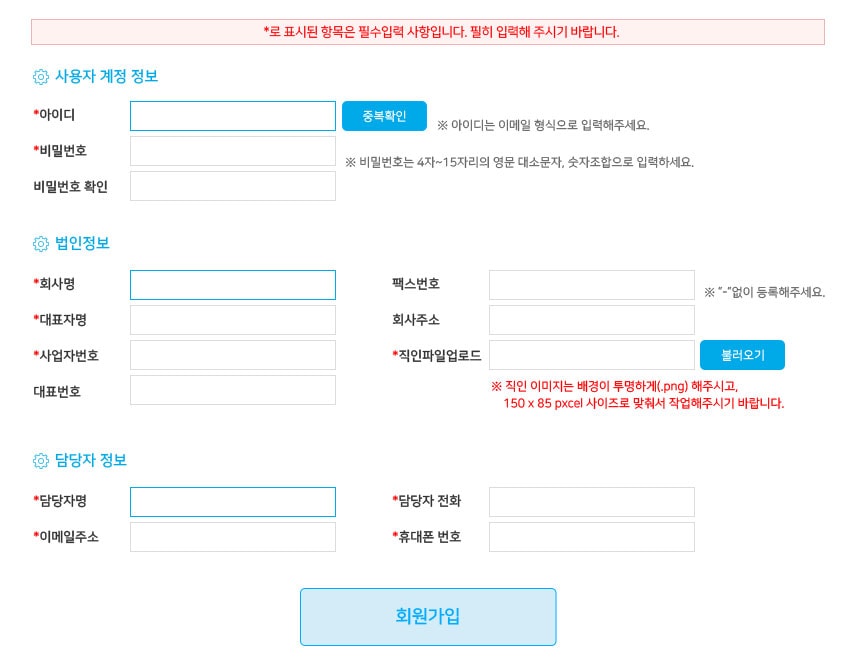 *로 표시된 항목은 필수입력 사항입니다. 필히 입력해 주시기 바랍니다.
사용자 계정 정보
*아이디
중복확인
※ 아이디는 이메일 형식으로 입력해주세요.
*비밀번호
※ 비밀번호는 4자~15자리의 영문 대소문자, 숫자조합으로 입력하세요.
비밀번호 확인
법인정보
*회사명
팩스번호
※ “-”없이 등록해주세요.
*대표자명
회사주소
*사업자번호
*직인파일업로드
불러오기
대표번호
※ 직인 이미지는 배경이 투명하게(.png) 해주시고,
150 x 85 pxcel 사이즈로 맞춰서 작업해주시기 바랍니다.
담당자 정보
*담당자명
*담당자 전화
*이메일주소
*휴대폰 번호
회원가입